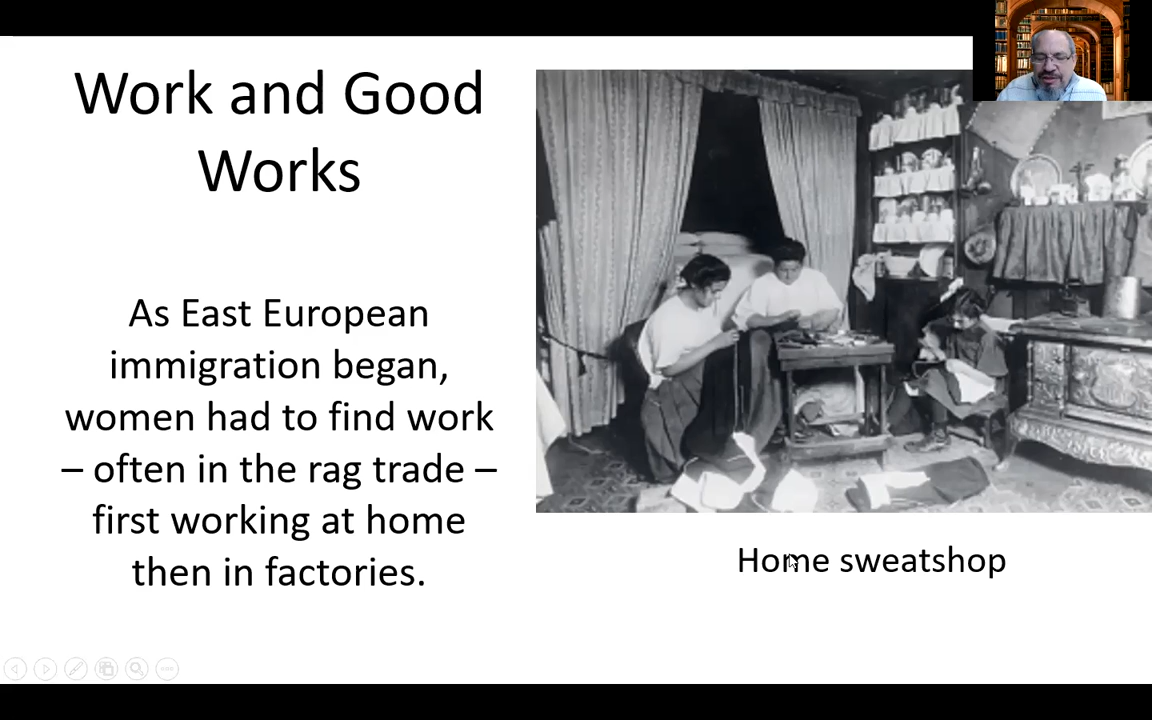 Work and Good
Works
As East European
immigration began,
women had to find work
– often in the rag trade –
first working at home
then in factories.
Home sweatshop